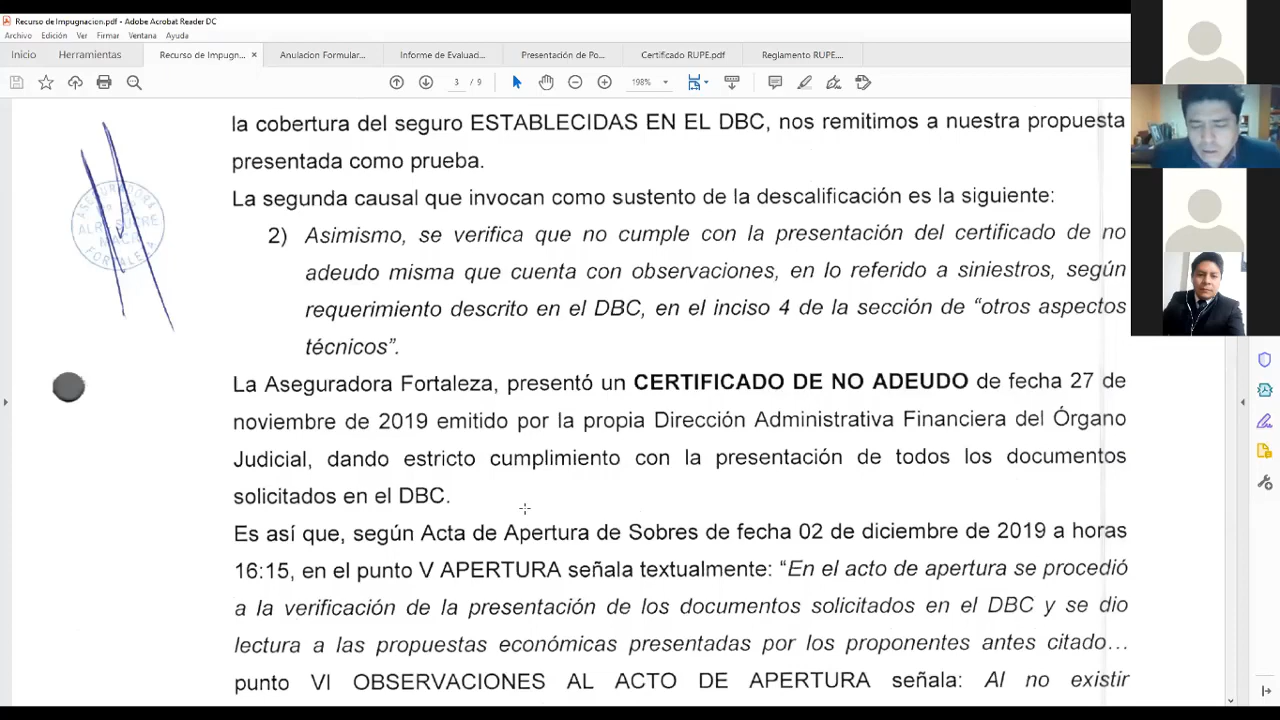 Recurso de Impugnacion.pdf - Adobe Acrobat Reader DC
Archivo Edición Ver Firmar Ventana Ayuda
Inicio Herramientas Recurso de Impugn... × Anulacion Formular... Informe de Evaluad... Presentación de Po... Certificado RUPE.pdf Reglamento RUPE....
3 / 9 198%
la cobertura del seguro ESTABLECIDAS EN EL DBC, nos remitimos a nuestra propuesta
presentada como prueba.
La segunda causal que invocan como sustento de la descalificación es la siguiente:
2) Asimismo, se verifica que no cumple con la presentación del certificado de no
adeudo misma que cuenta con observaciones, en lo referido a siniestros, según
requerimiento descrito en el DBC, en el inciso 4 de la sección de “otros aspectos
técnicos”.
La Aseguradora Fortaleza, presentó un CERTIFICADO DE NO ADEUDO de fecha 27 de
noviembre de 2019 emitido por la propia Dirección Administrativa Financiera del Órgano
Judicial, dando estricto cumplimiento con la presentación de todos los documentos
solicitados en el DBC.
Es así que, según Acta de Apertura de Sobres de fecha 02 de diciembre de 2019 a horas
16:15, en el punto V APERTURA señala textualmente: “En el acto de apertura se procedió
a la verificación de la presentación de los documentos solicitados en el DBC y se dio
lectura a las propuestas económicas presentadas por los proponentes antes citado...
punto VI OBSERVACIONES AL ACTO DE APERTURA señala: Al no existir